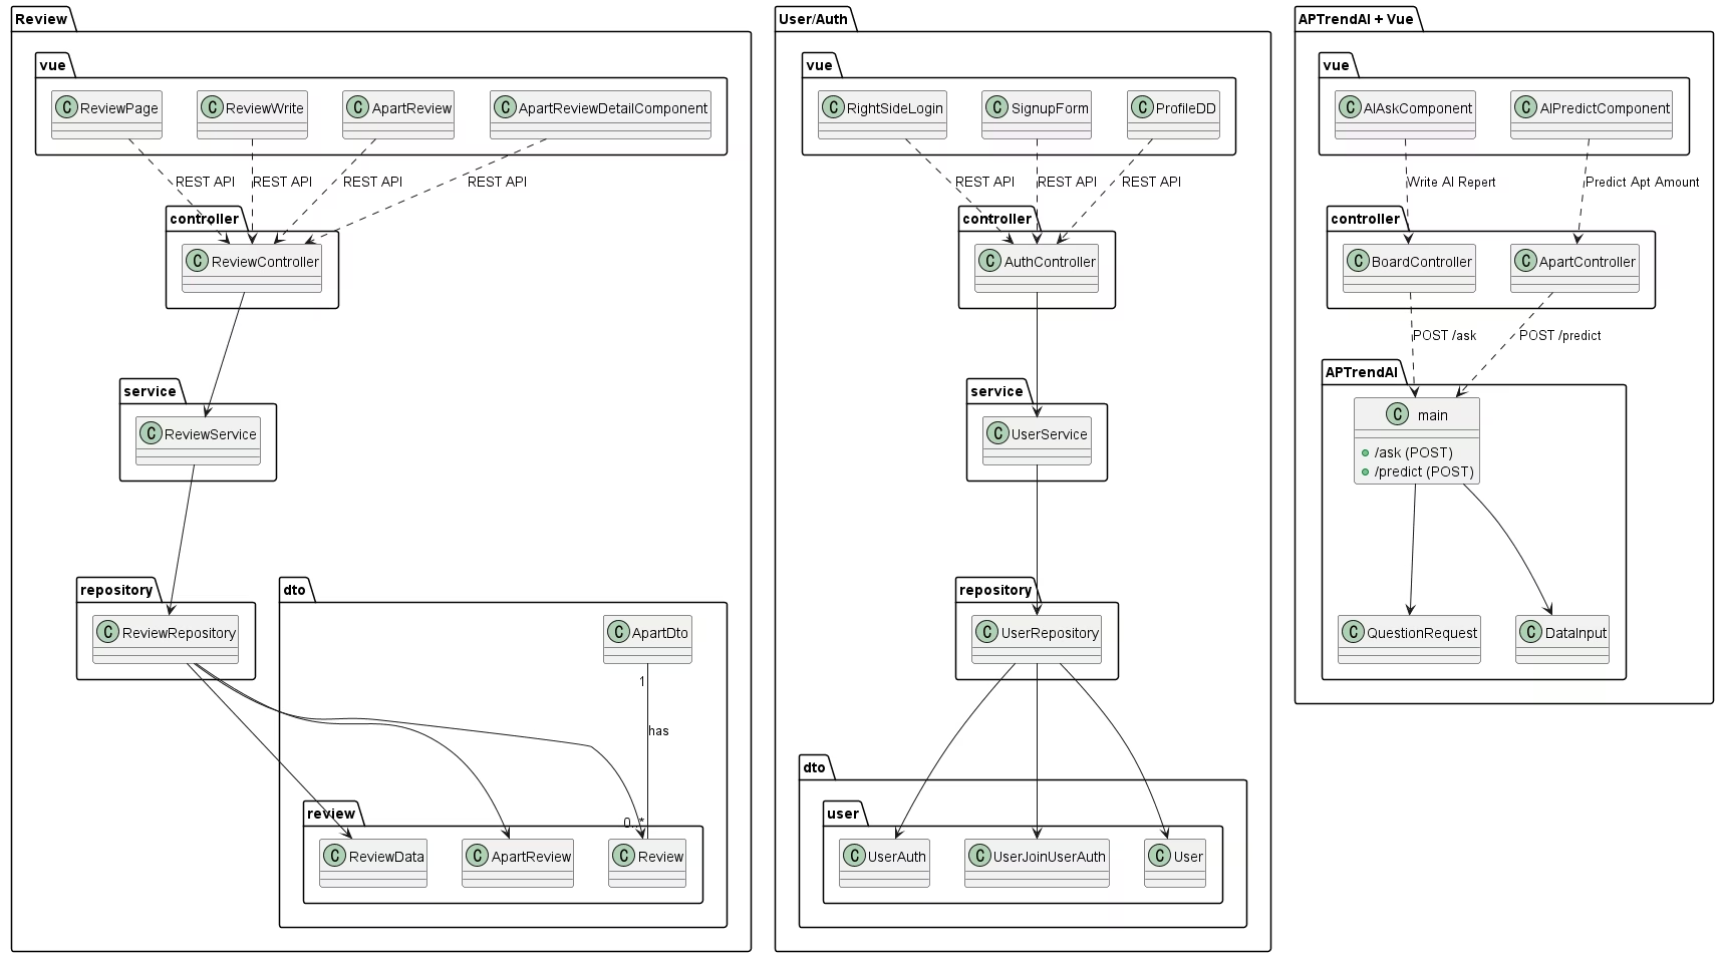 Review
vue
C ReviewPage
C ReviewWrite
C ApartReview
C ApartReviewDetailComponent
REST API
REST API
REST API
REST API
controller
C ReviewController
service
C ReviewService
repository
C ReviewRepository
dto
C ApartDto
1
has
0..*
review
C ReviewData
C ApartReview
C Review
User/Auth
vue
C RightSideLogin
C SignupForm
C ProfileDD
REST API
REST API
REST API
controller
C AuthController
service
C UserService
repository
C UserRepository
dto
user
C UserAuth
C UserJoinUserAuth
C User
APTrendAI + Vue
vue
C AIAskComponent
C AIPredictComponent
Write AI Repert
Predict Apt Amount
controller
C BoardController
C ApartController
POST /ask
POST /predict
APTrendAI
C main
/ask (POST)
/predict (POST)
C QuestionRequest
C DataInput